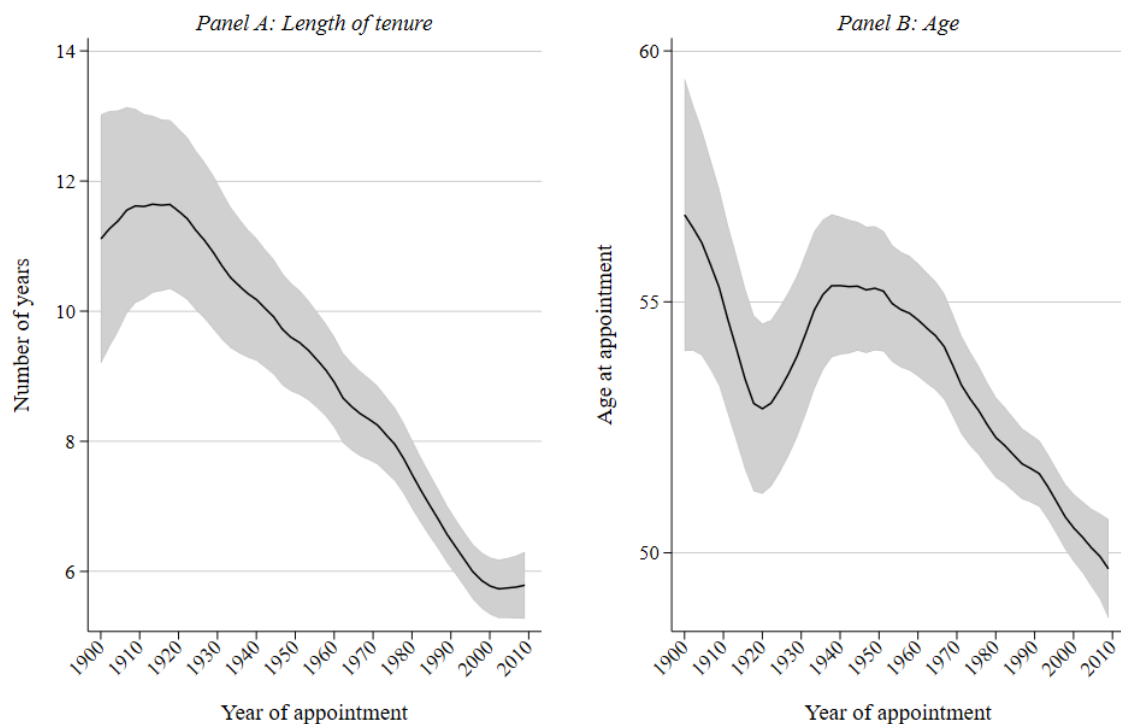 Panel A: Length of tenure
14
12
10
8
6
Number of years
1900 1910 1920 1930 1940 1950 1960 1970 1980 1990 2000 2010
Year of appointment
Panel B: Age
60
55
50
Age at appointment
1900 1910 1920 1930 1940 1950 1960 1970 1980 1990 2000 2010
Year of appointment